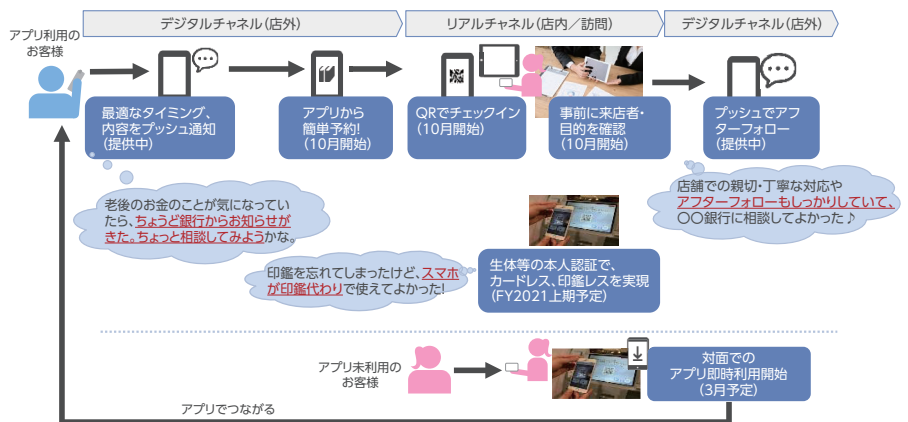 デジタルチャネル（店外）
リアルチャネル（店内／訪問）
デジタルチャネル（店外）
アプリ利用の
お客様
最適なタイミング、
内容をプッシュ通知
（提供中）
アプリから
簡単予約！
（10月開始）
QRでチェックイン
（10月開始）
事前に来店者・
目的を確認
（10月開始）
プッシュでアフ
ターフォロー
（提供中）
老後のお金のことが気になってい
たら、ちょうど銀行からお知らせが
きた。ちょっと相談してみようかな。
店舗での親切・丁寧な対応や
アフターフォローもしっかりしていて、
〇〇銀行に相談してよかった♪
印鑑を忘れてしまったけど、スマホ
が印鑑代わりで使えてよかった！
生体等の本人認証で、
カードレス、印鑑レスを実現
（FY2021上期予定）
アプリ未利用の
お客様
対面での
アプリ即時利用開始
（3月予定）
アプリでつながる